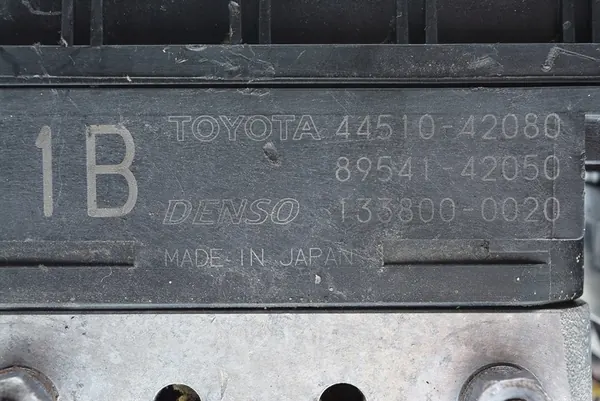 1B
TOYOTA 44510-42080
89541-42050
DENSO 133800-0020
MADE IN JAPAN